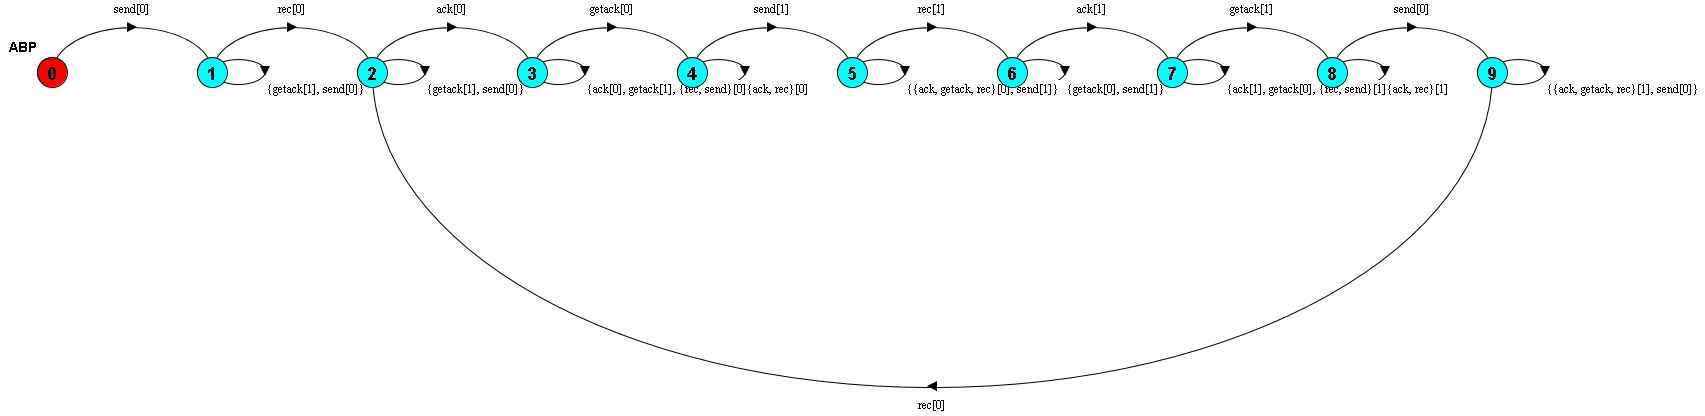 send[0] rec[0] ack[0] getack[0] send[1] rec[1] ack[1] getack[1] send[0]
ABP
0 1 2 3 4 5 6 7 8 9
{getack[1], send[0]} {getack[1], send[0]} {ack[0], getack[1], {rec, send}[0]} {ack, rec}[0] {{ack, getack, rec}[0], send[1]} {getack[0], send[1]} {ack[1], getack[0], {rec, send}[1]} {ack, rec}[1] {{ack, getack, rec}[1], send[0]}
rec[0]